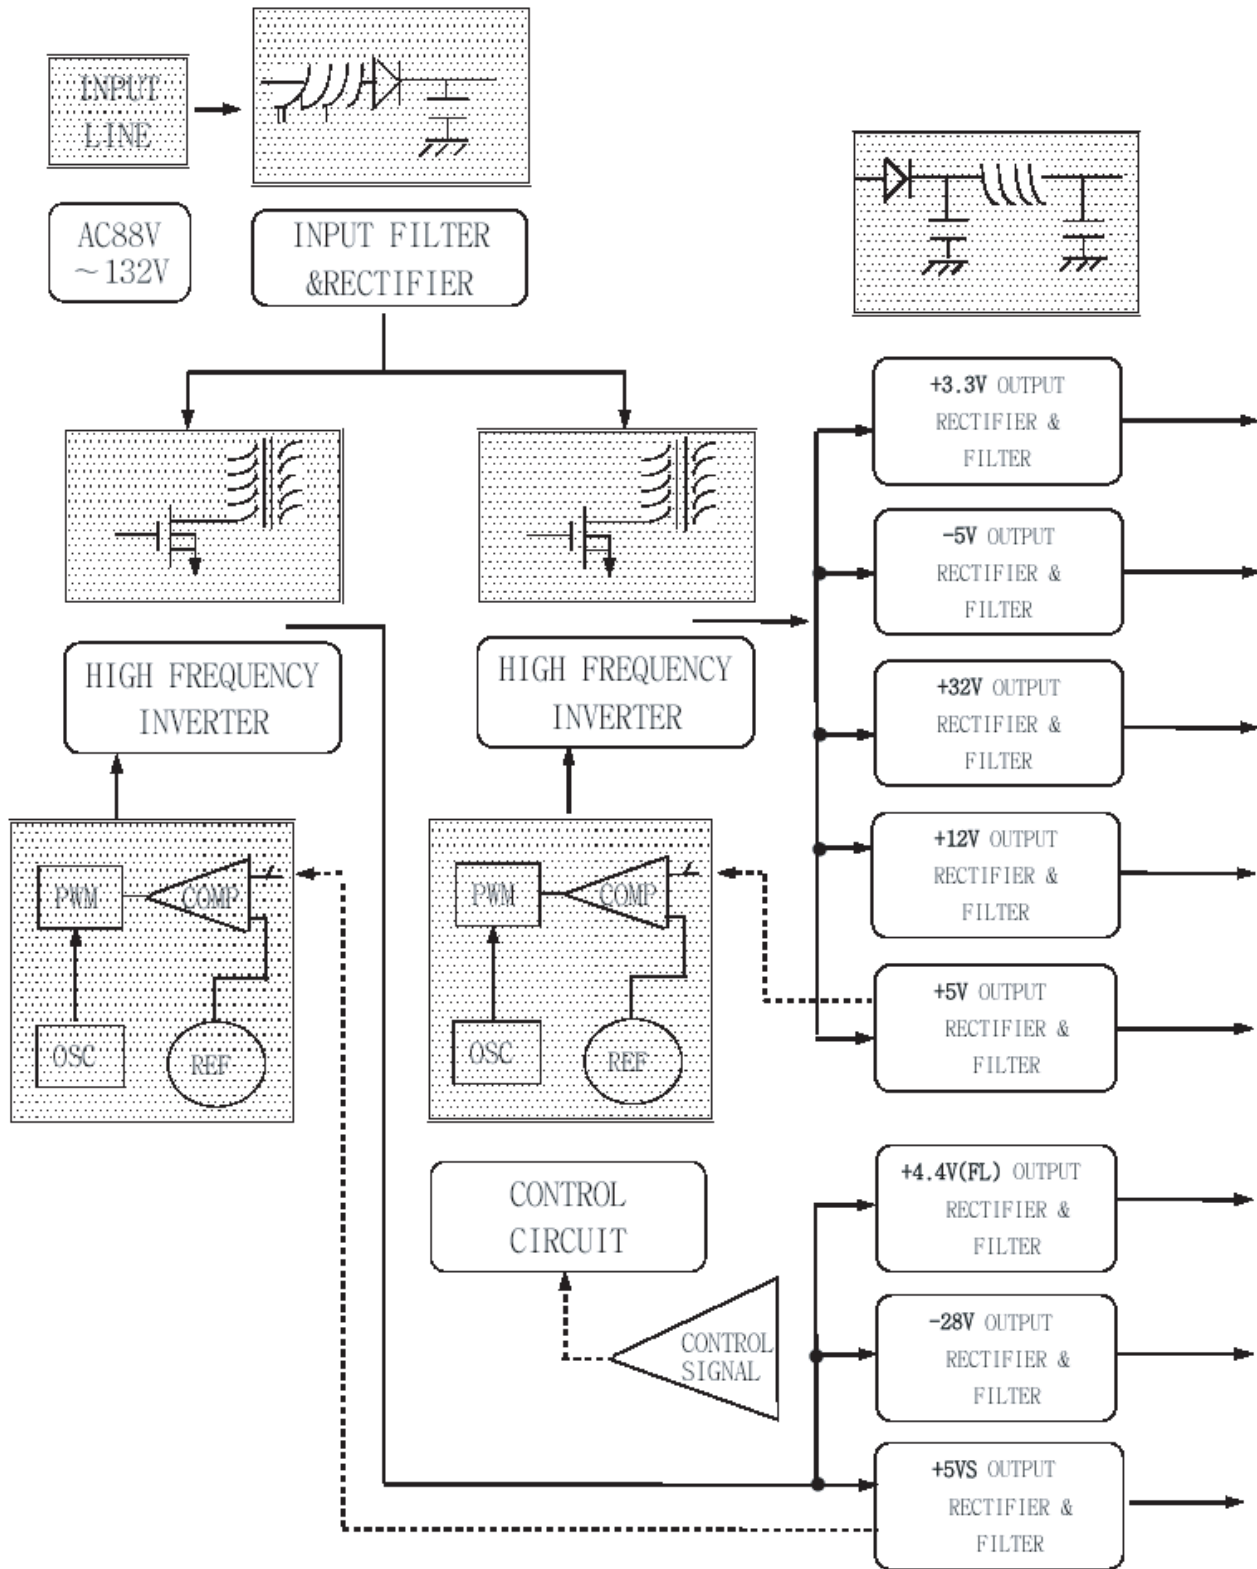 INPUT
LINE
AC88V
～132V
INPUT FILTER
&RECTIFIER
+3.3V OUTPUT
RECTIFIER &
FILTER
-5V OUTPUT
RECTIFIER &
FILTER
HIGH FREQUENCY
INVERTER
HIGH FREQUENCY
INVERTER
+32V OUTPUT
RECTIFIER &
FILTER
+12V OUTPUT
RECTIFIER &
FILTER
PWM
COMP
OSC
REF
PWM
COMP
OSC
REF
+5V OUTPUT
RECTIFIER &
FILTER
CONTROL
CIRCUIT
CONTROL
SIGNAL
+4.4V(FL) OUTPUT
RECTIFIER &
FILTER
-28V OUTPUT
RECTIFIER &
FILTER
+5VS OUTPUT
RECTIFIER &
FILTER